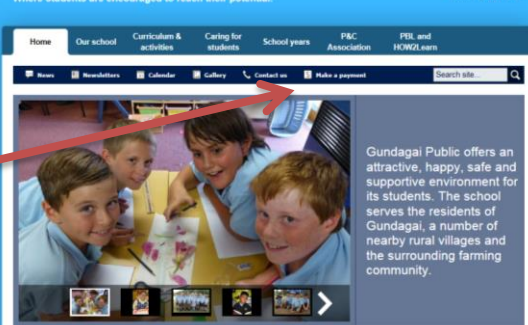 Where students are encouraged to reach their potential.
Home
Our school
Curriculum &
activities
Caring for
students
School years
P&C
Association
PBL and
HOW2Learn
News
Newsletters
Calendar
Gallery
Contact us
Make a payment
Search site...
Gundagai Public offers an
attractive, happy, safe and
supportive environment for
its students. The school
serves the residents of
Gundagai, a number of
nearby rural villages and
the surrounding farming
community.